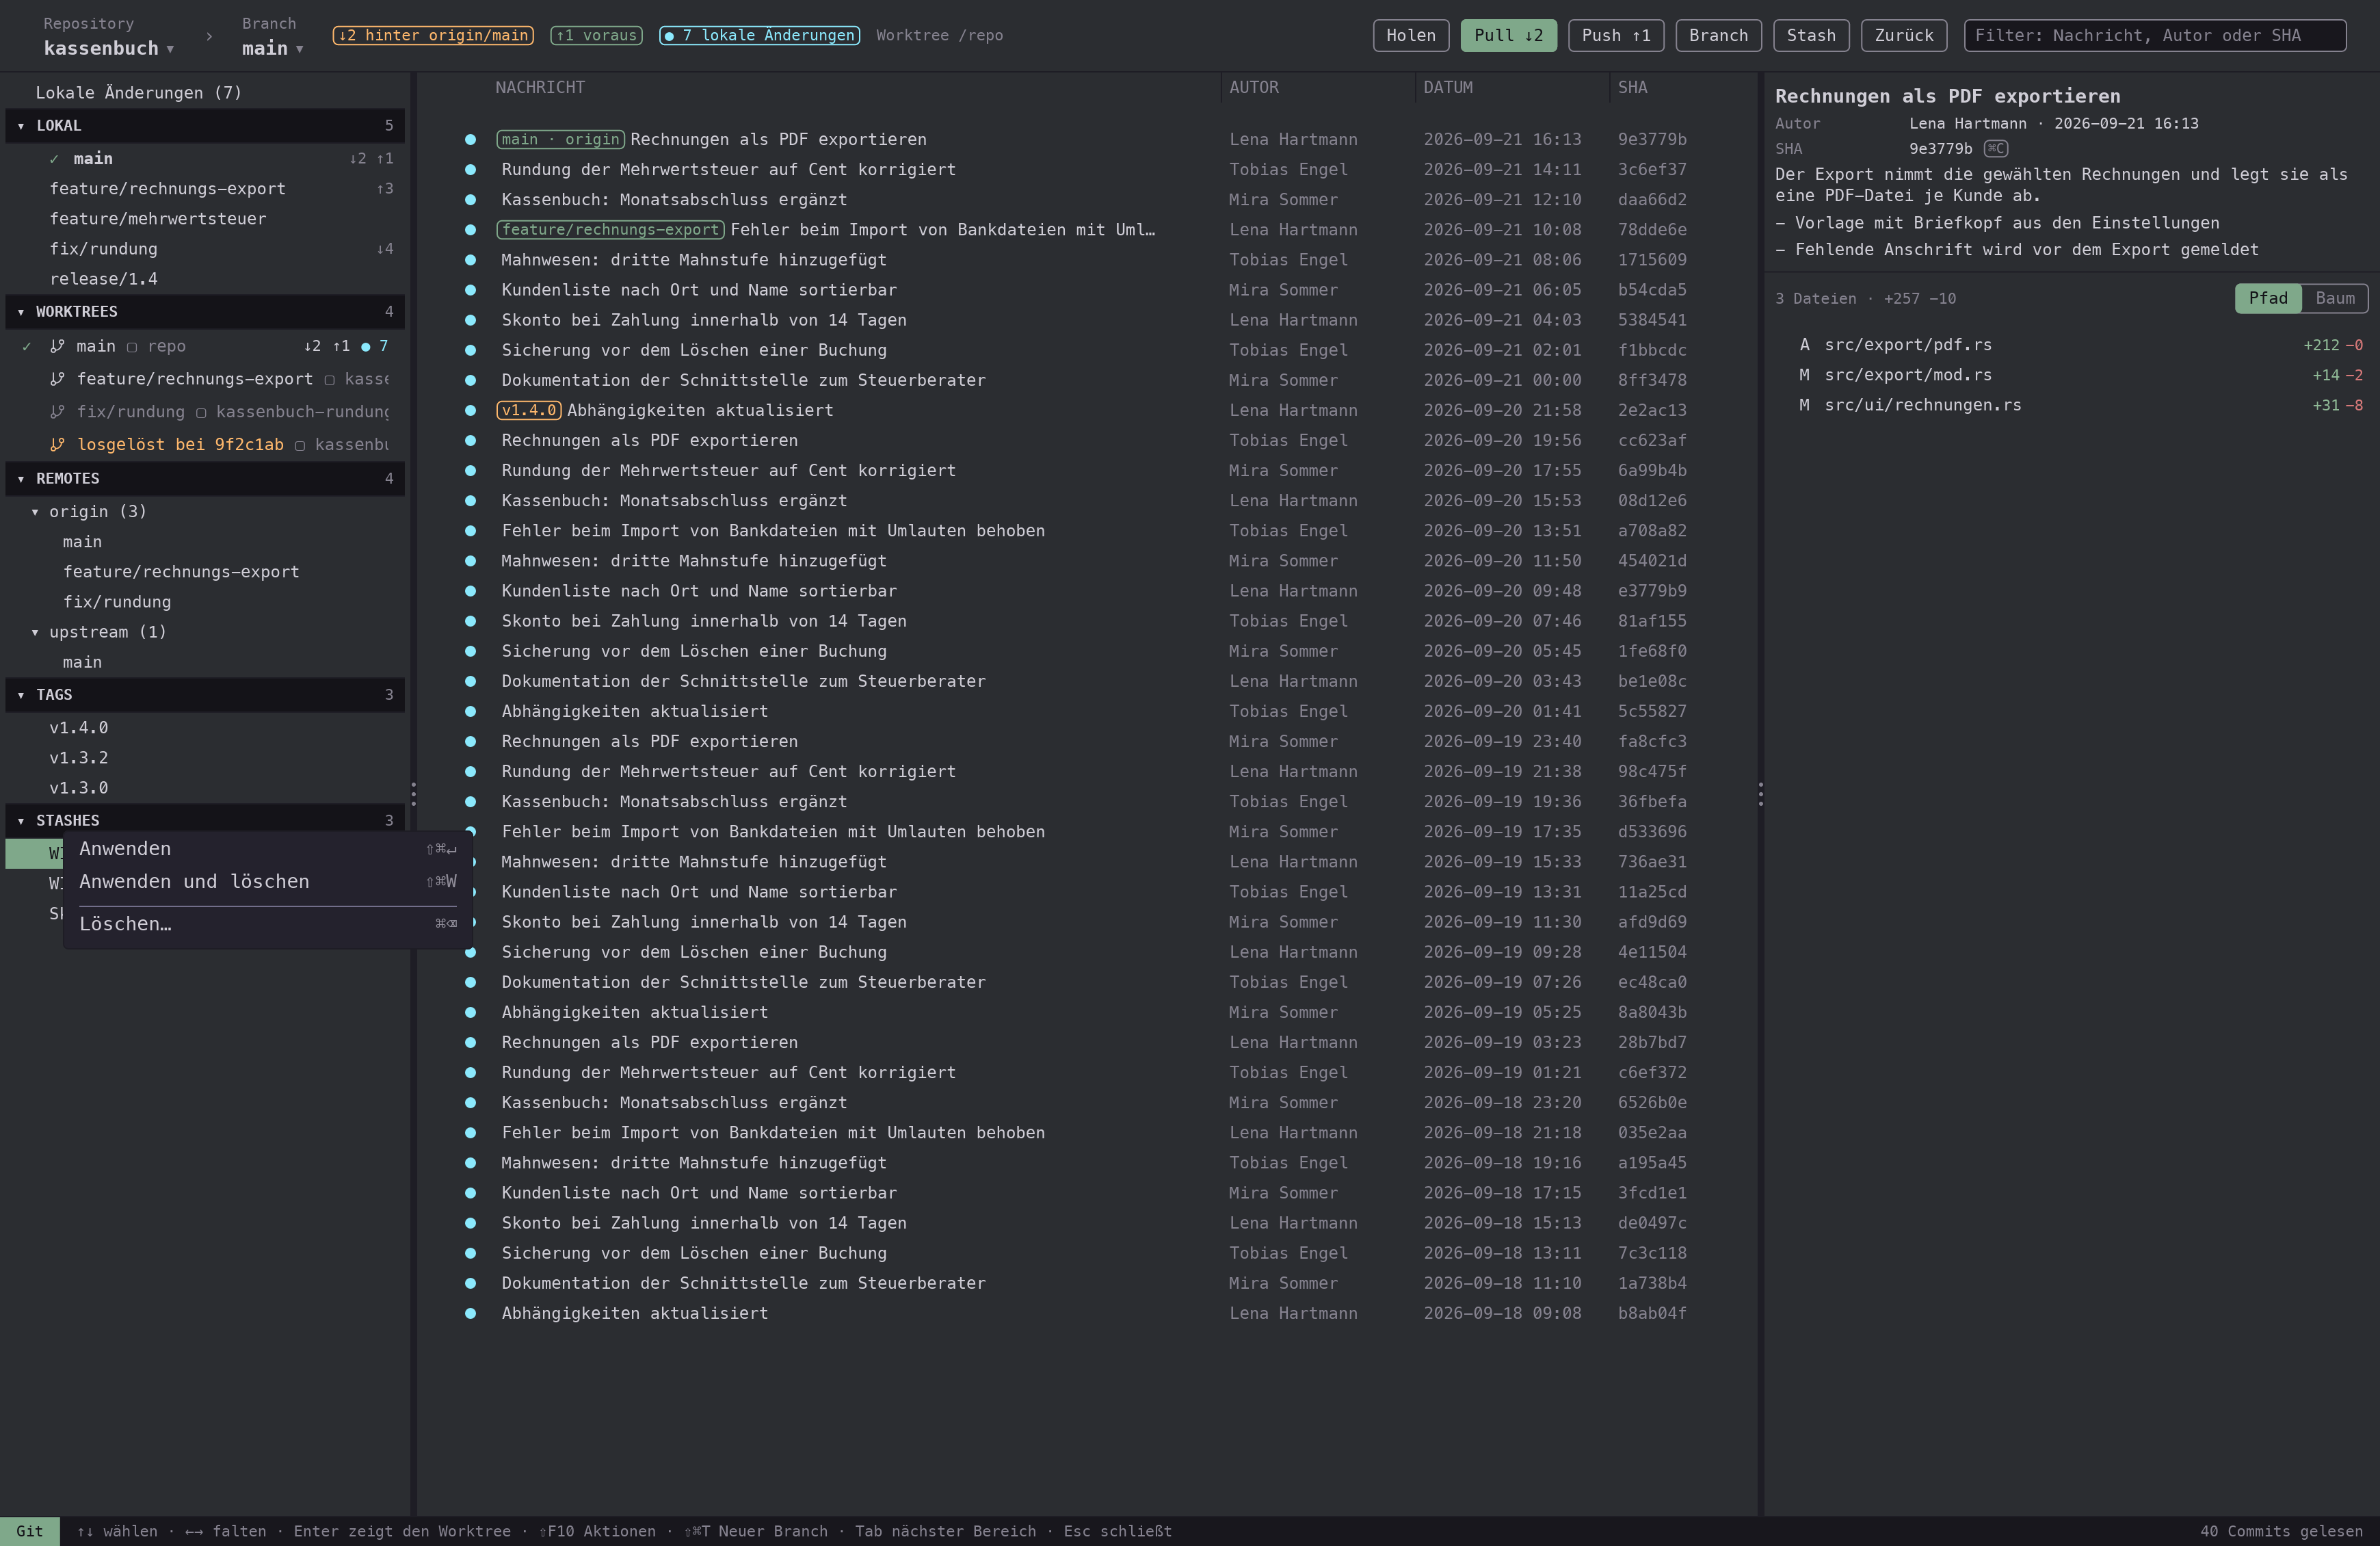 Repository
kassenbuch ▾
›
Branch
main ▾
↓2 hinter origin/main
↑1 voraus
● 7 lokale Änderungen
Worktree /repo
Holen
Pull ↓2
Push ↑1
Branch
Stash
Zurück
Filter: Nachricht, Autor oder SHA
Lokale Änderungen (7)
▾ LOKAL 5
✓ main ↓2 ↑1
feature/rechnungs-export ↑3
feature/mehrwertsteuer
fix/rundung ↓4
release/1.4
▾ WORKTREES 4
✓ main ▢ repo ↓2 ↑1 ● 7
feature/rechnungs-export ▢ kasse
fix/rundung ▢ kassenbuch-rundung
losgelöst bei 9f2c1ab ▢ kassenbu
▾ REMOTES 4
▾ origin (3)
main
feature/rechnungs-export
fix/rundung
▾ upstream (1)
main
▾ TAGS 3
v1.4.0
v1.3.2
v1.3.0
▾ STASHES 3
Anwenden ⇧⌘↵
Anwenden und löschen ⇧⌘W
Löschen… ⌘⌫
NACHRICHT AUTOR DATUM SHA
main · origin Rechnungen als PDF exportieren Lena Hartmann 2026-09-21 16:13 9e3779b
Rundung der Mehrwertsteuer auf Cent korrigiert Tobias Engel 2026-09-21 14:11 3c6ef37
Kassenbuch: Monatsabschluss ergänzt Mira Sommer 2026-09-21 12:10 daa66d2
feature/rechnungs-export Fehler beim Import von Bankdateien mit Uml… Lena Hartmann 2026-09-21 10:08 78dde6e
Mahnwesen: dritte Mahnstufe hinzugefügt Tobias Engel 2026-09-21 08:06 1715609
Kundenliste nach Ort und Name sortierbar Mira Sommer 2026-09-21 06:05 b54cda5
Skonto bei Zahlung innerhalb von 14 Tagen Lena Hartmann 2026-09-21 04:03 5384541
Sicherung vor dem Löschen einer Buchung Tobias Engel 2026-09-21 02:01 f1bbcdc
Dokumentation der Schnittstelle zum Steuerberater Mira Sommer 2026-09-21 00:00 8ff3478
v1.4.0 Abhängigkeiten aktualisiert Lena Hartmann 2026-09-20 21:58 2e2ac13
Rechnungen als PDF exportieren Tobias Engel 2026-09-20 19:56 cc623af
Rundung der Mehrwertsteuer auf Cent korrigiert Mira Sommer 2026-09-20 17:55 6a99b4b
Kassenbuch: Monatsabschluss ergänzt Lena Hartmann 2026-09-20 15:53 08d12e6
Fehler beim Import von Bankdateien mit Umlauten behoben Tobias Engel 2026-09-20 13:51 a708a82
Mahnwesen: dritte Mahnstufe hinzugefügt Mira Sommer 2026-09-20 11:50 454021d
Kundenliste nach Ort und Name sortierbar Lena Hartmann 2026-09-20 09:48 e3779b9
Skonto bei Zahlung innerhalb von 14 Tagen Tobias Engel 2026-09-20 07:46 81af155
Sicherung vor dem Löschen einer Buchung Mira Sommer 2026-09-20 05:45 1fe68f0
Dokumentation der Schnittstelle zum Steuerberater Lena Hartmann 2026-09-20 03:43 be1e08c
Abhängigkeiten aktualisiert Tobias Engel 2026-09-20 01:41 5c55827
Rechnungen als PDF exportieren Mira Sommer 2026-09-19 23:40 fa8cfc3
Rundung der Mehrwertsteuer auf Cent korrigiert Lena Hartmann 2026-09-19 21:38 98c475f
Kassenbuch: Monatsabschluss ergänzt Tobias Engel 2026-09-19 19:36 36fbefa
Fehler beim Import von Bankdateien mit Umlauten behoben Mira Sommer 2026-09-19 17:35 d533696
Mahnwesen: dritte Mahnstufe hinzugefügt Lena Hartmann 2026-09-19 15:33 736ae31
Kundenliste nach Ort und Name sortierbar Tobias Engel 2026-09-19 13:31 11a25cd
Skonto bei Zahlung innerhalb von 14 Tagen Mira Sommer 2026-09-19 11:30 afd9d69
Sicherung vor dem Löschen einer Buchung Lena Hartmann 2026-09-19 09:28 4e11504
Dokumentation der Schnittstelle zum Steuerberater Tobias Engel 2026-09-19 07:26 ec48ca0
Abhängigkeiten aktualisiert Mira Sommer 2026-09-19 05:25 8a8043b
Rechnungen als PDF exportieren Lena Hartmann 2026-09-19 03:23 28b7bd7
Rundung der Mehrwertsteuer auf Cent korrigiert Tobias Engel 2026-09-19 01:21 c6ef372
Kassenbuch: Monatsabschluss ergänzt Mira Sommer 2026-09-18 23:20 6526b0e
Fehler beim Import von Bankdateien mit Umlauten behoben Lena Hartmann 2026-09-18 21:18 035e2aa
Mahnwesen: dritte Mahnstufe hinzugefügt Tobias Engel 2026-09-18 19:16 a195a45
Kundenliste nach Ort und Name sortierbar Mira Sommer 2026-09-18 17:15 3fcd1e1
Skonto bei Zahlung innerhalb von 14 Tagen Lena Hartmann 2026-09-18 15:13 de0497c
Sicherung vor dem Löschen einer Buchung Tobias Engel 2026-09-18 13:11 7c3c118
Dokumentation der Schnittstelle zum Steuerberater Mira Sommer 2026-09-18 11:10 1a738b4
Abhängigkeiten aktualisiert Lena Hartmann 2026-09-18 09:08 b8ab04f
Rechnungen als PDF exportieren
Autor Lena Hartmann · 2026-09-21 16:13
SHA 9e3779b ⌘C
Der Export nimmt die gewählten Rechnungen und legt sie als
eine PDF-Datei je Kunde ab.
− Vorlage mit Briefkopf aus den Einstellungen
− Fehlende Anschrift wird vor dem Export gemeldet
3 Dateien · +257 −10
Pfad Baum
A src/export/pdf.rs +212 −0
M src/export/mod.rs +14 −2
M src/ui/rechnungen.rs +31 −8
Git
↑↓ wählen · ←→ falten · Enter zeigt den Worktree · ⇧F10 Aktionen · ⇧⌘T Neuer Branch · Tab nächster Bereich · Esc schließt
40 Commits gelesen